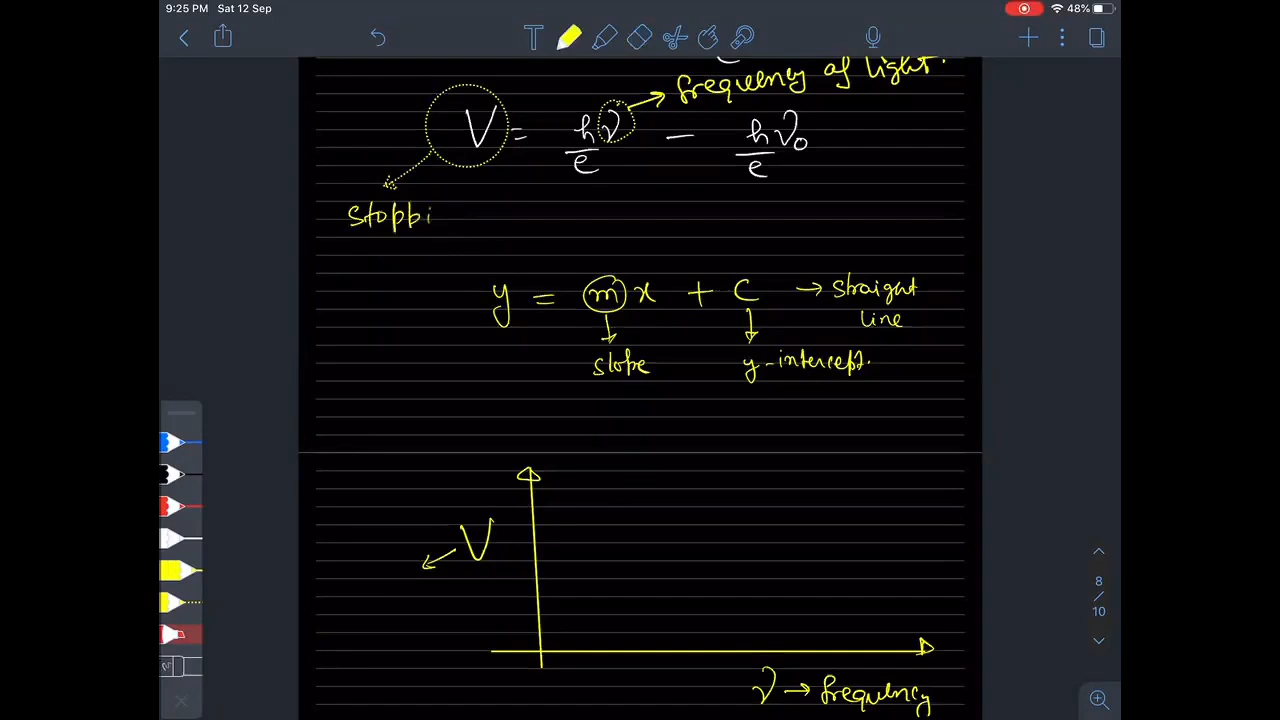 9:25 PM Sat 12 Sep
48%
frequency of light.
V = hν/e - hν₀/e
Stoppi
y = mx + C → Straight
line
slope y-intercept.
V
ν → frequency
8
/
10